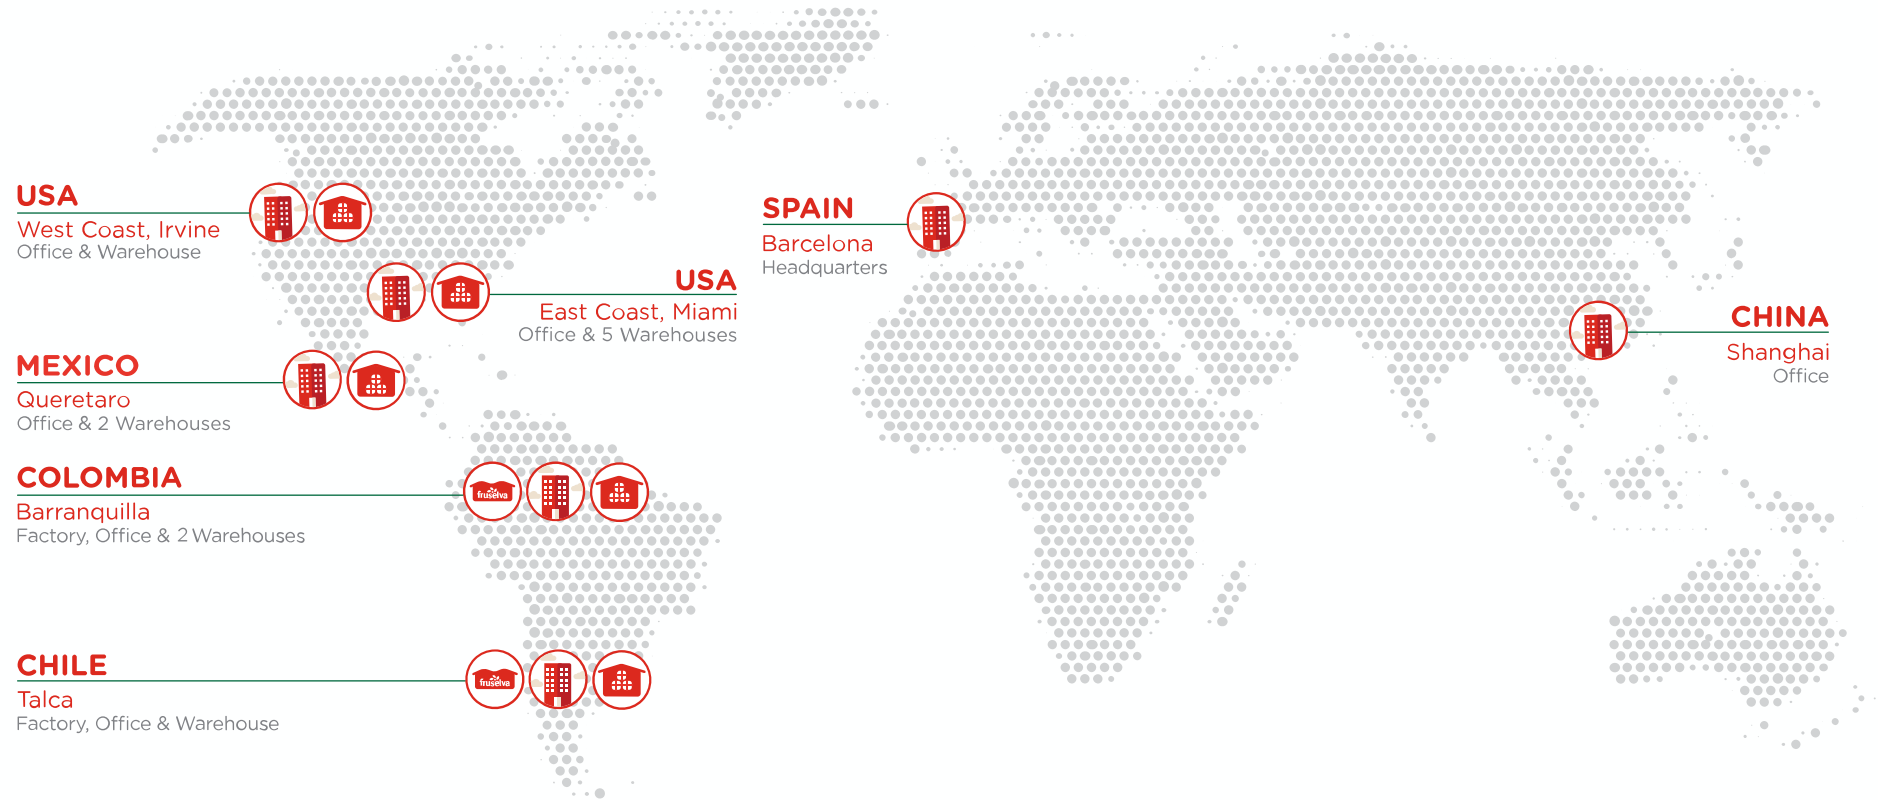 USA
West Coast, Irvine
Office & Warehouse
USA
East Coast, Miami
Office & 5 Warehouses
MEXICO
Queretaro
Office & 2 Warehouses
COLOMBIA
Barranquilla
Factory, Office & 2 Warehouses
fruselva
CHILE
Talca
Factory, Office & Warehouse
fruselva
SPAIN
Barcelona
Headquarters
CHINA
Shanghai
Office